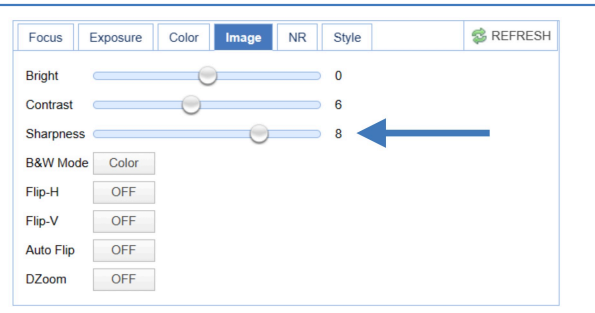 Focus Exposure Color Image NR Style REFRESH
Bright 0
Contrast 6
Sharpness 8
B&W Mode Color
Flip-H OFF
Flip-V OFF
Auto Flip OFF
DZoom OFF